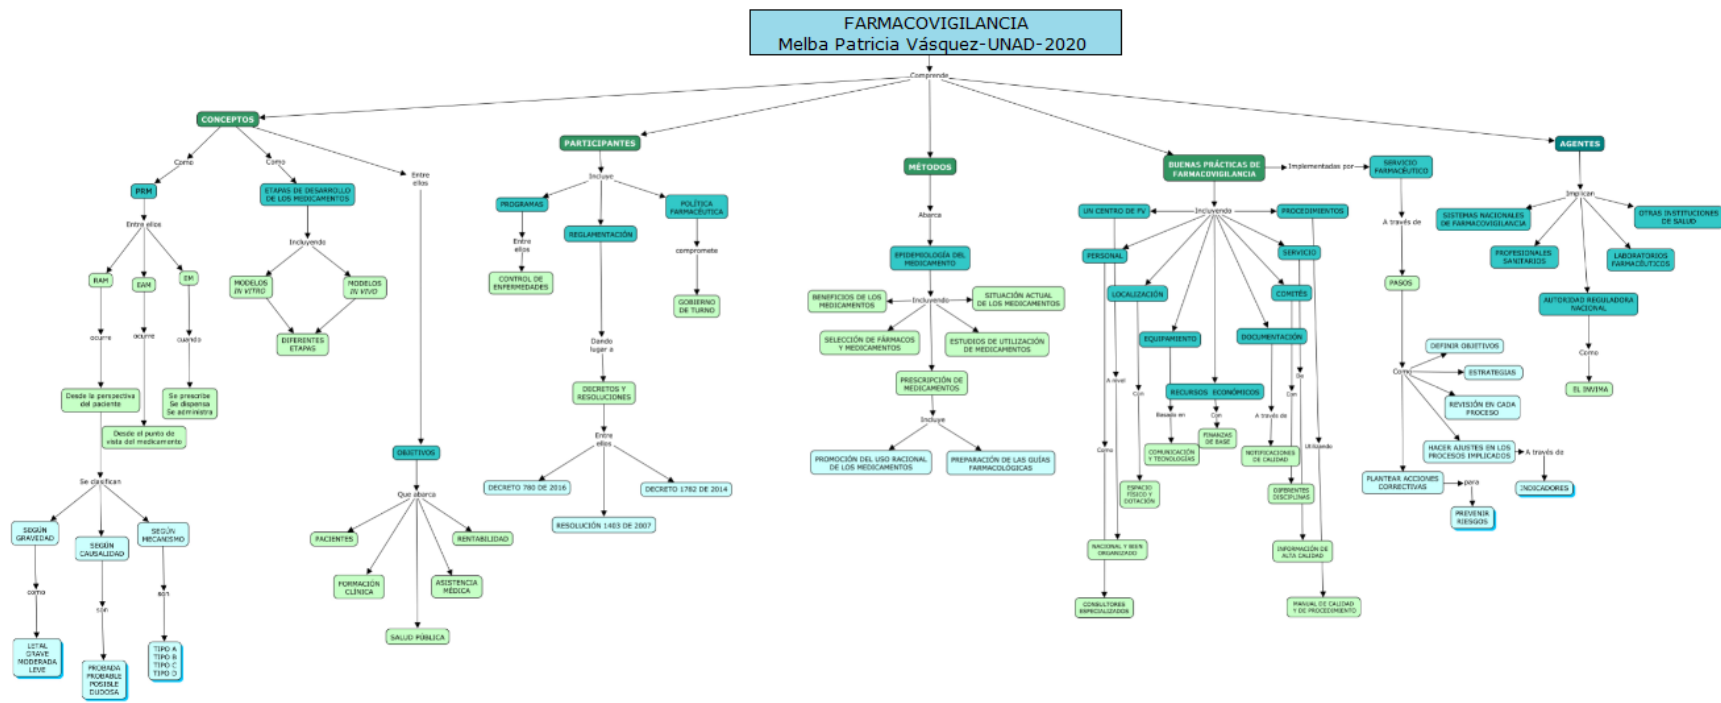 FARMACOVIGILANCIA
Melba Patricia Vásquez-UNAD-2020
Comprende
CONCEPTOS
Como
Como
Entre
ellos
PRM
ETAPAS DE DESARROLLO
DE LOS MEDICAMENTOS
Entre ellos
Incluyendo
RAM
EAM
EM
MODELOS
IN VITRO
MODELOS
IN VIVO
ocurre
ocurre
cuando
DIFERENTES
ETAPAS
Desde la perspectiva
del paciente
Se prescribe
Se dispensa
Se administra
Desde el punto de
vista del medicamento
Se clasifican
SEGÚN
GRAVEDAD
SEGÚN
CAUSALIDAD
SEGÚN
MECANISMO
como
son
son
LETAL
GRAVE
MODERADA
LEVE
PROBADA
PROBABLE
POSIBLE
DUDOSA
TIPO A
TIPO B
TIPO C
TIPO D
OBJETIVOS
Que abarca
PACIENTES
RENTABILIDAD
FORMACIÓN
CLÍNICA
ASISTENCIA
MÉDICA
SALUD PÚBLICA
PARTICIPANTES
Incluye
PROGRAMAS
POLÍTICA
FARMACÉUTICA
REGLAMENTACIÓN
Entre
ellos
compromete
CONTROL DE
ENFERMEDADES
GOBIERNO
DE TURNO
Dando
lugar a
DECRETOS Y
RESOLUCIONES
Entre
ellos
DECRETO 780 DE 2016
DECRETO 1782 DE 2014
RESOLUCIÓN 1403 DE 2007
MÉTODOS
Abarca
EPIDEMIOLOGÍA DEL
MEDICAMENTO
Incluyendo
BENEFICIOS DE LOS
MEDICAMENTOS
SITUACIÓN ACTUAL
DE LOS MEDICAMENTOS
SELECCIÓN DE FÁRMACOS
Y MEDICAMENTOS
ESTUDIOS DE UTILIZACIÓN
DE MEDICAMENTOS
PRESCRIPCIÓN DE
MEDICAMENTOS
Incluye
PROMOCIÓN DEL USO RACIONAL
DE LOS MEDICAMENTOS
PREPARACIÓN DE LAS GUÍAS
FARMACOLÓGICAS
BUENAS PRÁCTICAS DE
FARMACOVIGILANCIA
Implementadas por
SERVICIO
FARMACÉUTICO
Incluyendo
UN CENTRO DE FV
PROCEDIMIENTOS
PERSONAL
SERVICIO
LOCALIZACIÓN
COMITÉS
EQUIPAMIENTO
DOCUMENTACIÓN
RECURSOS ECONÓMICOS
A nivel
Con
De
Con
Basado en
Con
A través de
Como
Utilizando
COMUNICACIÓN
Y TECNOLOGÍAS
FINANZAS
DE BASE
NOTIFICACIONES
DE CALIDAD
ESPACIO
FÍSICO Y
DOTACIÓN
DIFERENTES
DISCIPLINAS
NACIONAL Y BIEN
ORGANIZADO
INFORMACIÓN DE
ALTA CALIDAD
CONSULTORES
ESPECIALIZADOS
MANUAL DE CALIDAD
Y DE PROCEDIMIENTO
A través de
PASOS
Como
DEFINIR OBJETIVOS
ESTRATEGIAS
REVISIÓN EN CADA
PROCESO
HACER AJUSTES EN LOS
PROCESOS IMPLICADOS
A través de
INDICADORES
PLANTEAR ACCIONES
CORRECTIVAS
para
PREVENIR
RIESGOS
AGENTES
Implican
SISTEMAS NACIONALES
DE FARMACOVIGILANCIA
OTRAS INSTITUCIONES
DE SALUD
PROFESIONALES
SANITARIOS
LABORATORIOS
FARMACÉUTICOS
AUTORIDAD REGULADORA
NACIONAL
Como
EL INVIMA